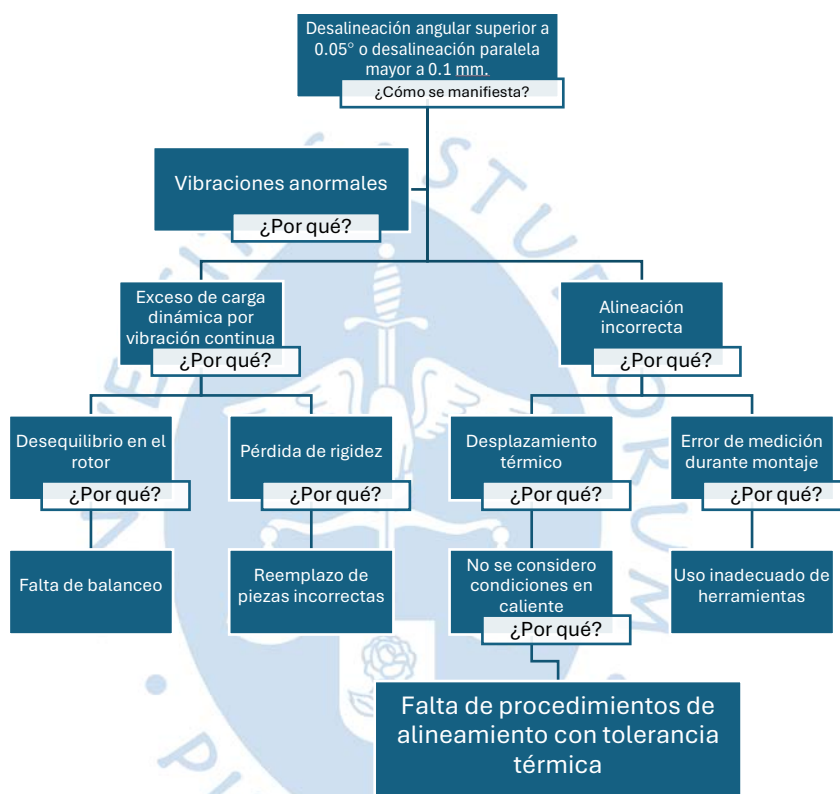 Desalineación angular superior a
0.05° o desalineación paralela
mayor a 0.1 mm.
¿Cómo se manifiesta?
Vibraciones anormales
¿Por qué?
Exceso de carga
dinámica por
vibración continua
¿Por qué?
Alineación
incorrecta
¿Por qué?
Desequilibrio en el
rotor
¿Por qué?
Pérdida de rigidez
¿Por qué?
Desplazamiento
térmico
¿Por qué?
Error de medición
durante montaje
¿Por qué?
Falta de balanceo
Reemplazo de
piezas incorrectas
No se considero
condiciones en
caliente
¿Por qué?
Uso inadecuado de
herramientas
Falta de procedimientos de
alineamiento con tolerancia
térmica